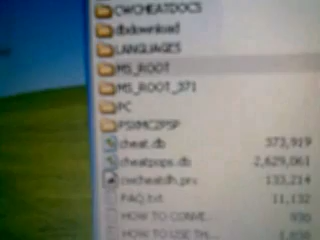 CWCHEATDOCS
dbdownload
LANGUAGES
MS_ROOT
MS_ROOT_371
PC
PSXMC2PSP
cheat.db 373,919
cheatpops.db 2,629,061
cwcheatdh.prx 133,214
FAQ.txt 11,132
HOW TO CONVE... 936
HOW TO USE TH...